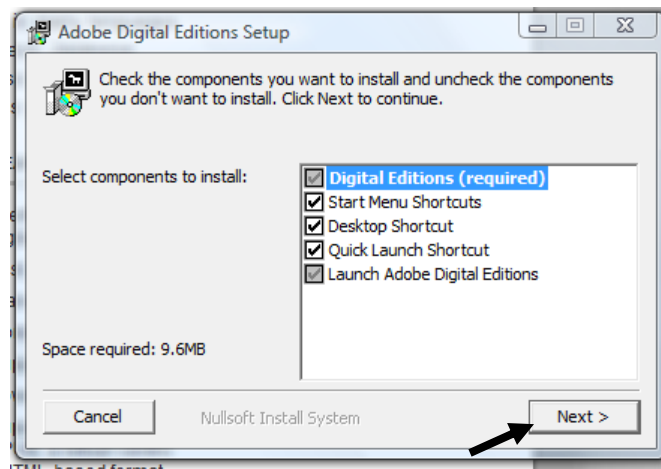 Adobe Digital Editions Setup
Check the components you want to install and uncheck the components
you don't want to install. Click Next to continue.
Select components to install:
Digital Editions (required)
Start Menu Shortcuts
Desktop Shortcut
Quick Launch Shortcut
Launch Adobe Digital Editions
Space required: 9.6MB
Cancel
Nullsoft Install System
Next >